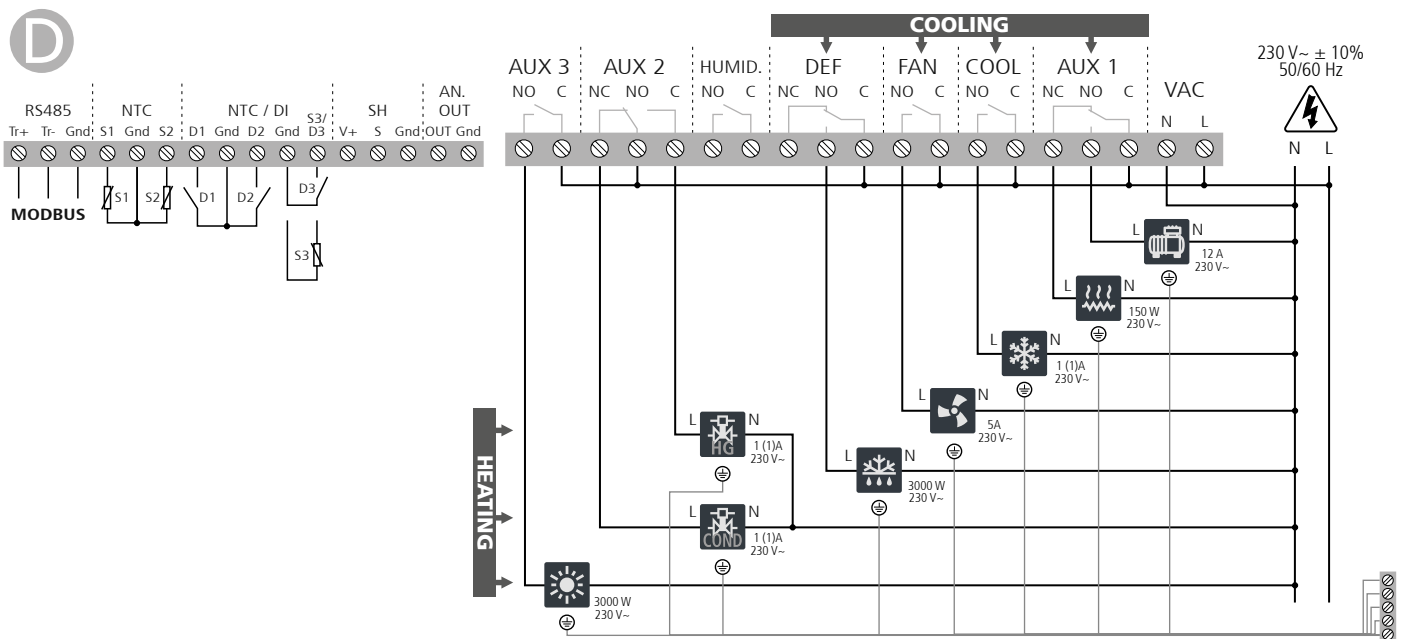 D
COOLING
AUX 3 AUX 2 HUMID. DEF FAN COOL AUX 1 VAC
230 V~ ± 10%
50/60 Hz
NO C NC NO C NO C NC NO C NO C NO C NC NO C N L
N L
RS485 NTC NTC / DI SH AN. OUT
Tr+ Tr- Gnd S1 Gnd S2 D1 Gnd D2 Gnd S3/D3 V+ S Gnd OUT Gnd
MODBUS
S1 S2 D1 D2 D3
S3
L N
12 A
230 V~
L N
150 W
230 V~
L N
1 (1)A
230 V~
L N
5A
230 V~
L N
3000 W
230 V~
HEATING
L N
HG
1 (1)A
230 V~
L N
COND
1 (1)A
230 V~
3000 W
230 V~